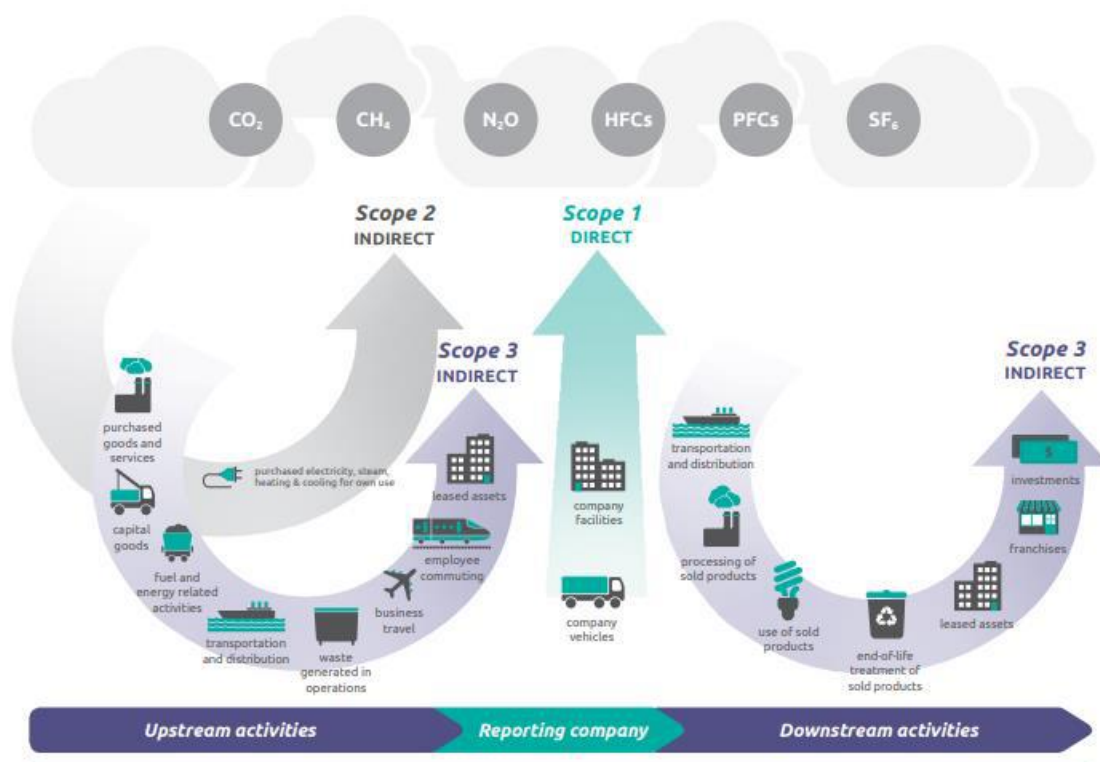 CO₂
CH₄
N₂O
HFCs
PFCs
SF₆
Scope 2
INDIRECT
Scope 1
DIRECT
Scope 3
INDIRECT
Scope 3
INDIRECT
purchased
goods and
services
capital
goods
fuel and
energy related
activities
purchased electricity, steam,
heating & cooling for own use
transportation
and distribution
waste
generated in
operations
business
travel
employee
commuting
leased assets
company
facilities
company
vehicles
transportation
and distribution
processing of
sold products
use of sold
products
end-of-life
treatment of
sold products
leased assets
franchises
investments
$
Upstream activities
Reporting company
Downstream activities